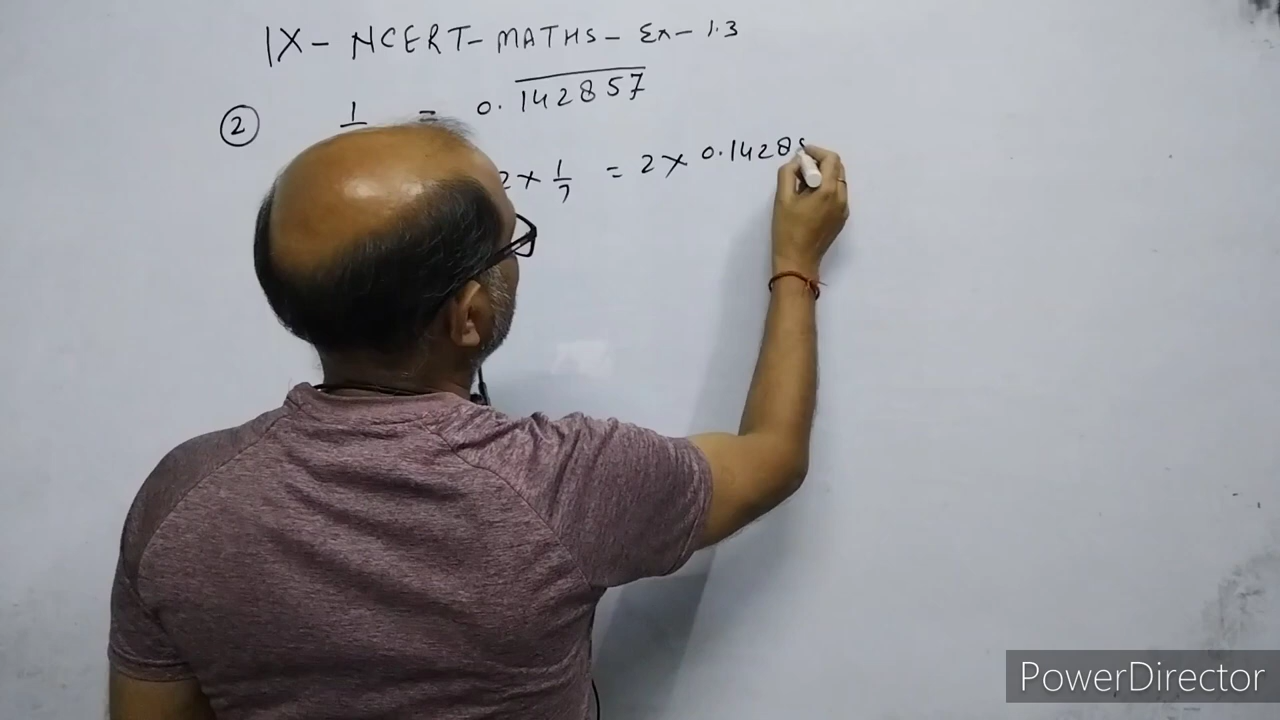 IX - NCERT - MATHS - Ex - 1.3
② 1 = 0.142857
2 × 1/7 = 2 × 0.1428
PowerDirector